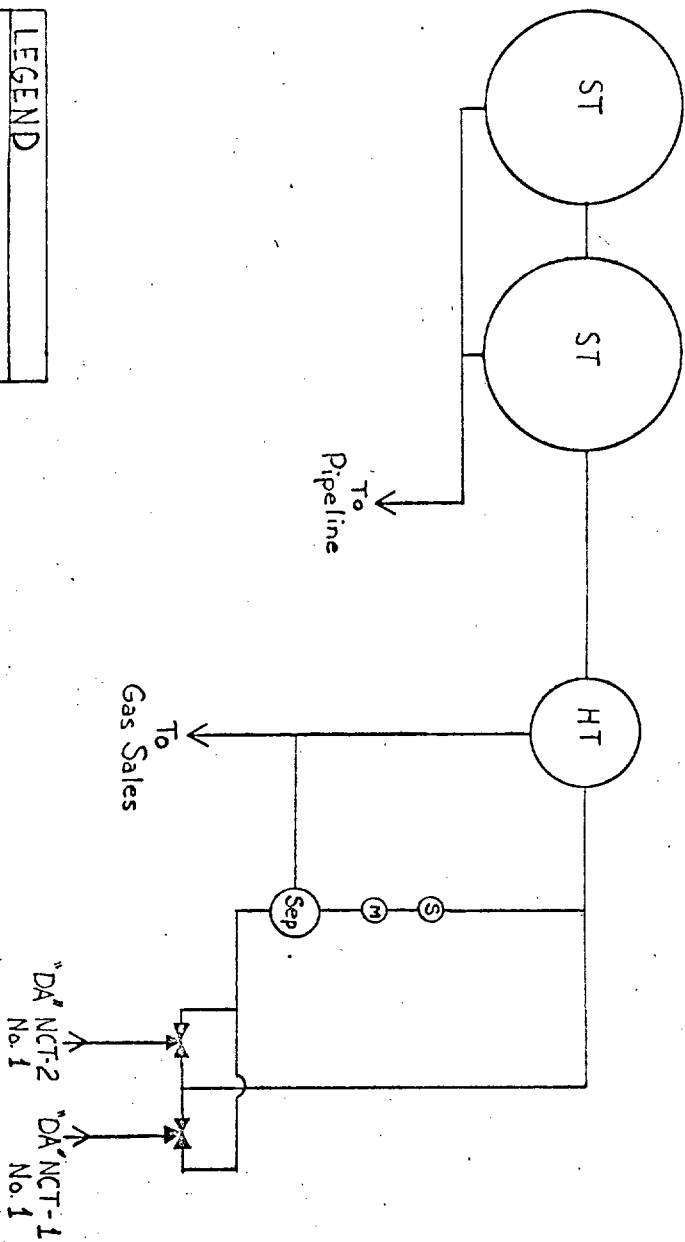 ST
ST
HT
To
Pipeline
To
Gas Sales
Sep
M
S
"DA" NCT-2
No. 1
"DA" NCT-1
No. 1
LEGEND